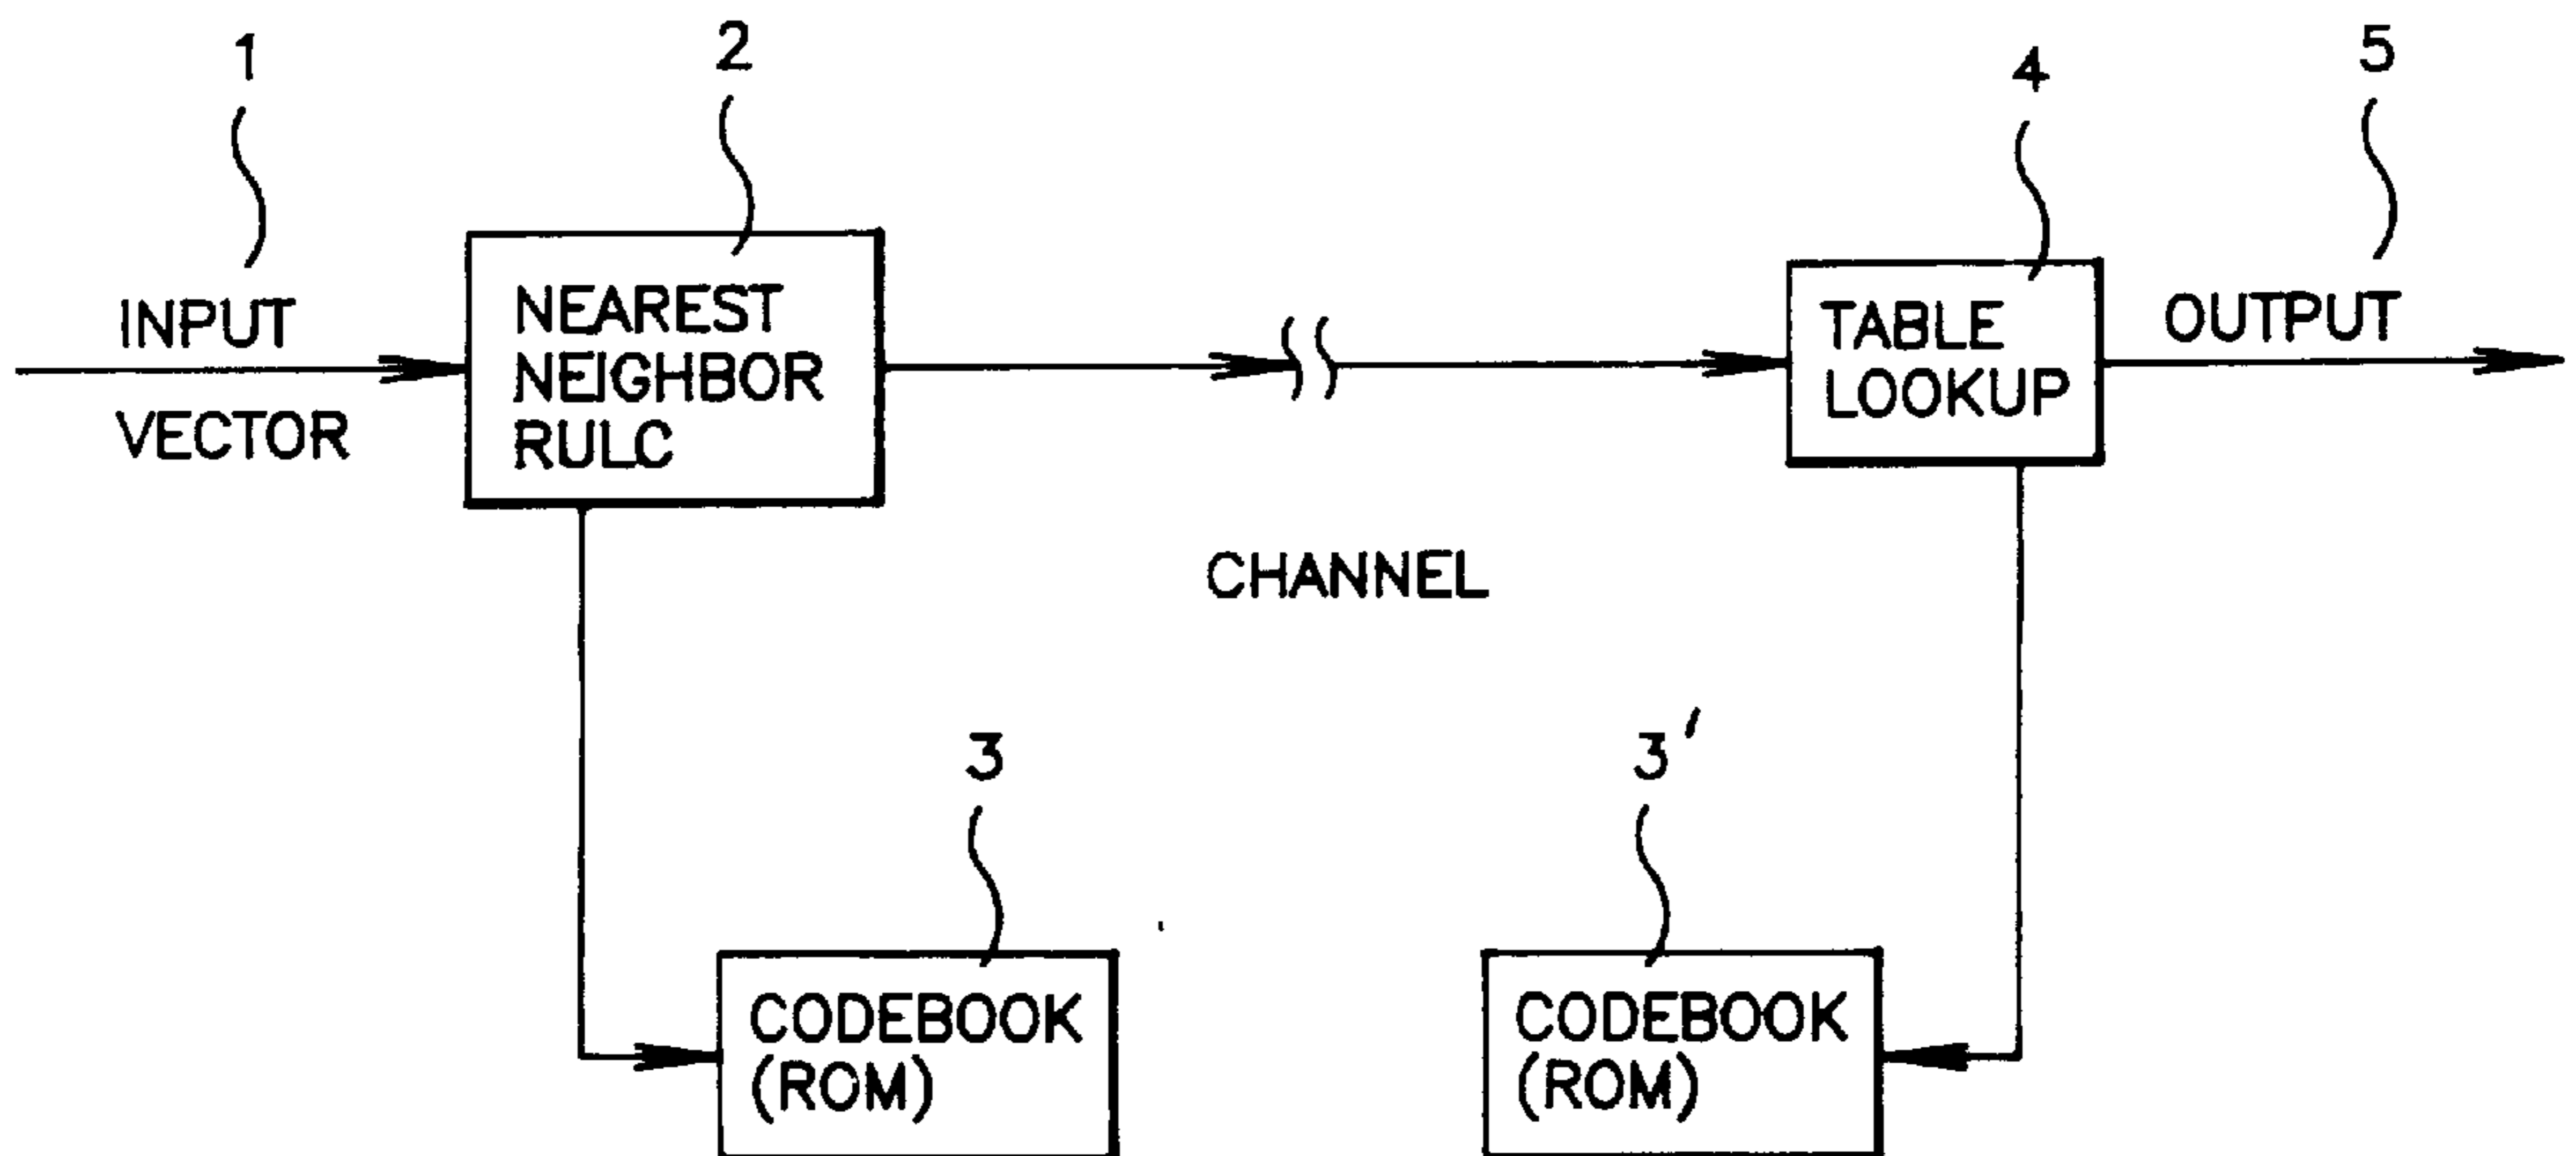 1
2
4
5
INPUT
VECTOR
NEAREST
NEIGHBOR
RULC
TABLE
LOOKUP
OUTPUT
CHANNEL
3
3'
CODEBOOK
(ROM)
CODEBOOK
(ROM)